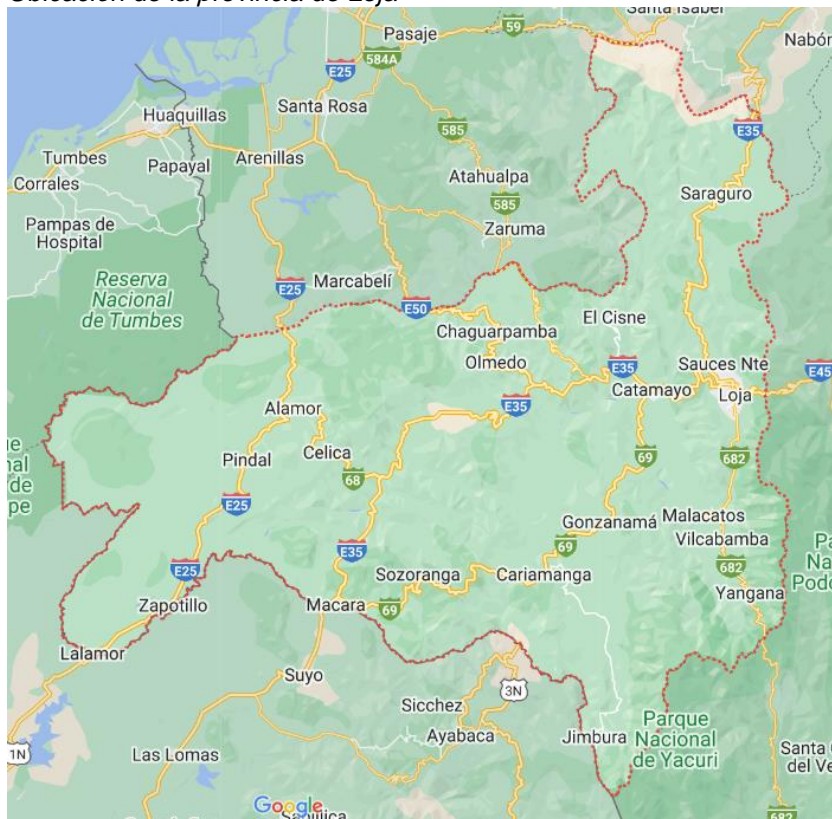 Ubicación de la provincia de Loja
Santa Isabel
Pasaje
59
Nabón
584A
E25
Santa Rosa
Huaquillas
585
E35
Tumbes
Papayal
Arenillas
Corrales
Atahualpa
Saraguro
585
Pampas de
Hospital
Zaruma
Reserva
Nacional
de Tumbes
E25
Marcabelí
E50
El Cisne
Chaguarpamba
Olmedo
E35
Sauces Nte
E45
Catamayo
Loja
E35
Alamor
Celica
Pindal
69
682
68
E25
Gonzanamá
Malacatos
Vilcabamba
E35
69
E25
Sozoranga
Cariamanga
682
Yangana
Zapotillo
Macara
69
Lalamor
Suyo
3N
Sicchez
Ayabaca
Jimbura
Parque
Nacional
de Yacuri
1N
Las Lomas
Google
682